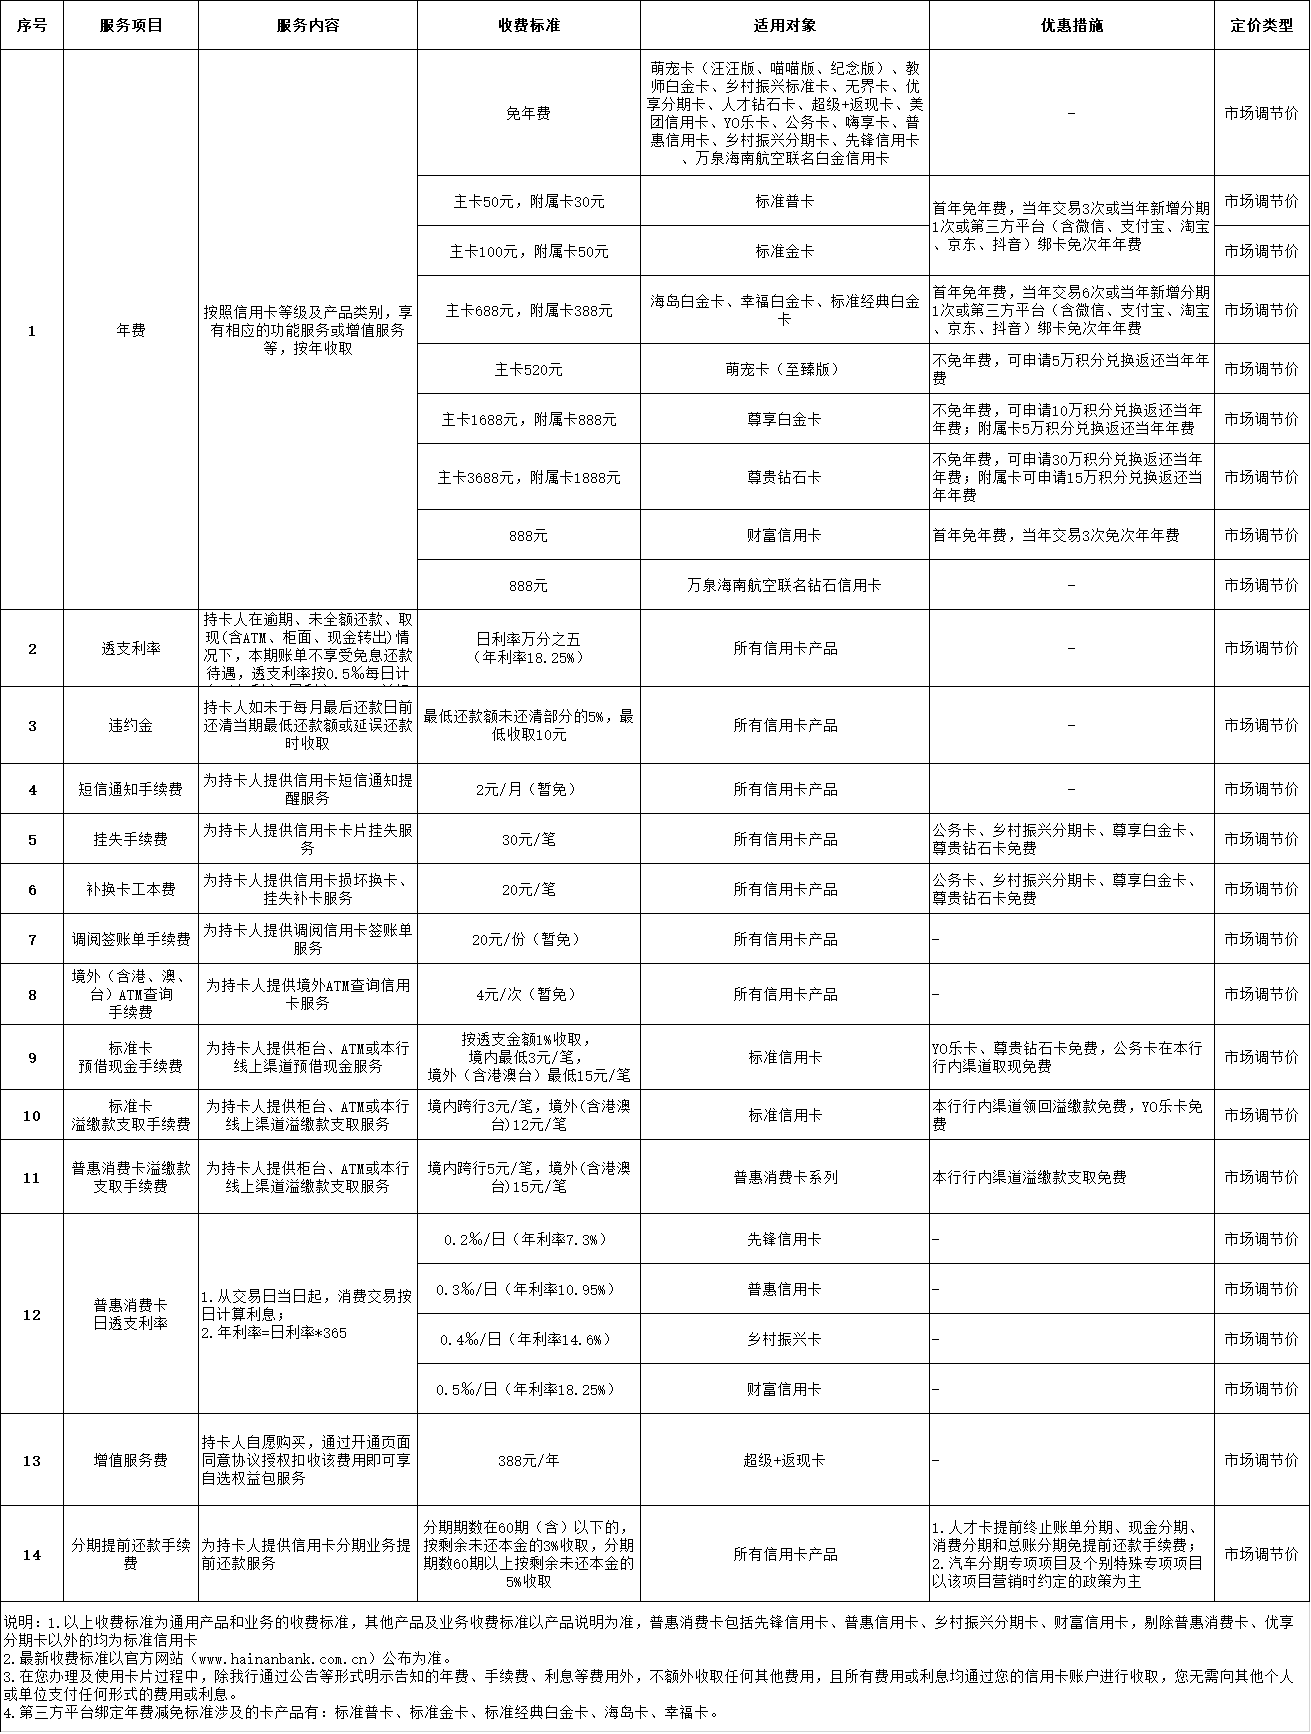 序号 服务项目 服务内容 收费标准 适用对象 优惠措施 定价类型
1
年费
按照信用卡等级及产品类别，享
有相应的功能服务或增值服务
等，按年收取
免年费
萌宠卡（汪汪版、喵喵版、纪念版）、教
师白金卡、乡村振兴标准卡、无界卡、优
享分期卡、人才钻石卡、超级+返现卡、美
团信用卡、YO乐卡、公务卡、嗨享卡、普
惠信用卡、乡村振兴分期卡、先锋信用卡
、万泉海南航空联名白金信用卡
-
市场调节价
主卡50元，附属卡30元
标准普卡
首年免年费，当年交易3次或当年新增分期
1次或第三方平台（含微信、支付宝、淘宝
、京东、抖音）绑卡免次年年费
市场调节价
主卡100元，附属卡50元
标准金卡
市场调节价
主卡688元，附属卡388元
海岛白金卡、幸福白金卡、标准经典白金
卡
首年免年费，当年交易6次或当年新增分期
1次或第三方平台（含微信、支付宝、淘宝
、京东、抖音）绑卡免次年年费
市场调节价
主卡520元
萌宠卡（至臻版）
不免年费，可申请5万积分兑换返还当年年
费
市场调节价
主卡1688元，附属卡888元
尊享白金卡
不免年费，可申请10万积分兑换返还当年
年费；附属卡5万积分兑换返还当年年费
市场调节价
主卡3688元，附属卡1888元
尊贵钻石卡
不免年费，可申请30万积分兑换返还当年
年费；附属卡可申请15万积分兑换返还当
年年费
市场调节价
888元
财富信用卡
首年免年费，当年交易3次免次年年费
市场调节价
888元
万泉海南航空联名钻石信用卡
-
市场调节价
2
透支利率
持卡人在逾期、未全额还款、取
现(含ATM、柜面、现金转出)情
况下，本期账单不享受免息还款
待遇，透支利率按0.5‰每日计
日利率万分之五
（年利率18.25%）
所有信用卡产品
-
市场调节价
3
违约金
持卡人如未于每月最后还款日前
还清当期最低还款额或延误还款
时收取
最低还款额未还清部分的5%，最
低收取10元
所有信用卡产品
-
市场调节价
4
短信通知手续费
为持卡人提供信用卡短信通知提
醒服务
2元/月（暂免）
所有信用卡产品
-
市场调节价
5
挂失手续费
为持卡人提供信用卡卡片挂失服
务
30元/笔
所有信用卡产品
公务卡、乡村振兴分期卡、尊享白金卡、
尊贵钻石卡免费
市场调节价
6
补换卡工本费
为持卡人提供信用卡损坏换卡、
挂失补卡服务
20元/笔
所有信用卡产品
公务卡、乡村振兴分期卡、尊享白金卡、
尊贵钻石卡免费
市场调节价
7
调阅签账单手续费
为持卡人提供调阅信用卡签账单
服务
20元/份（暂免）
所有信用卡产品
-
市场调节价
8
境外（含港、澳、
台）ATM查询
手续费
为持卡人提供境外ATM查询信用
卡服务
4元/次（暂免）
所有信用卡产品
-
市场调节价
9
标准卡
预借现金手续费
为持卡人提供柜台、ATM或本行
线上渠道预借现金服务
按透支金额1%收取，
境内最低3元/笔，
境外（含港澳台）最低15元/笔
标准信用卡
YO乐卡、尊贵钻石卡免费，公务卡在本行
行内渠道取现免费
市场调节价
10
标准卡
溢缴款支取手续费
为持卡人提供柜台、ATM或本行
线上渠道溢缴款支取服务
境内跨行3元/笔，境外(含港澳
台)12元/笔
标准信用卡
本行行内渠道领回溢缴款免费，YO乐卡免
费
市场调节价
11
普惠消费卡溢缴款
支取手续费
为持卡人提供柜台、ATM或本行
线上渠道溢缴款支取服务
境内跨行5元/笔，境外(含港澳
台)15元/笔
普惠消费卡系列
本行行内渠道溢缴款支取免费
市场调节价
12
普惠消费卡
日透支利率
1.从交易日当日起，消费交易按
日计算利息；
2.年利率=日利率*365
0.2‰/日（年利率7.3%）
先锋信用卡
-
市场调节价
0.3‰/日（年利率10.95%）
普惠信用卡
-
市场调节价
0.4‰/日（年利率14.6%）
乡村振兴卡
-
市场调节价
0.5‰/日（年利率18.25%）
财富信用卡
-
市场调节价
13
增值服务费
持卡人自愿购买，通过开通页面
同意协议授权扣收该费用即可享
自选权益包服务
388元/年
超级+返现卡
-
市场调节价
14
分期提前还款手续
费
为持卡人提供信用卡分期业务提
前还款服务
分期期数在60期（含）以下的，
按剩余未还本金的3%收取，分期
期数60期以上按剩余未还本金的
5%收取
所有信用卡产品
1.人才卡提前终止账单分期、现金分期、
消费分期和总账分期免提前还款手续费；
2.汽车分期专项项目及个别特殊专项项目
以该项目营销时约定的政策为主
市场调节价
说明：1.以上收费标准为通用产品和业务的收费标准，其他产品及业务收费标准以产品说明为准，普惠消费卡包括先锋信用卡、普惠信用卡、乡村振兴分期卡、财富信用卡，剔除普惠消费卡、优享
分期卡以外的均为标准信用卡
2.最新收费标准以官方网站（www.hainanbank.com.cn）公布为准。
3.在您办理及使用卡片过程中，除我行通过公告等形式明示告知的年费、手续费、利息等费用外，不额外收取任何其他费用，且所有费用或利息均通过您的信用卡账户进行收取，您无需向其他个人
或单位支付任何形式的费用或利息。
4.第三方平台绑定年费减免标准涉及的卡产品有：标准普卡、标准金卡、标准经典白金卡、海岛卡、幸福卡。